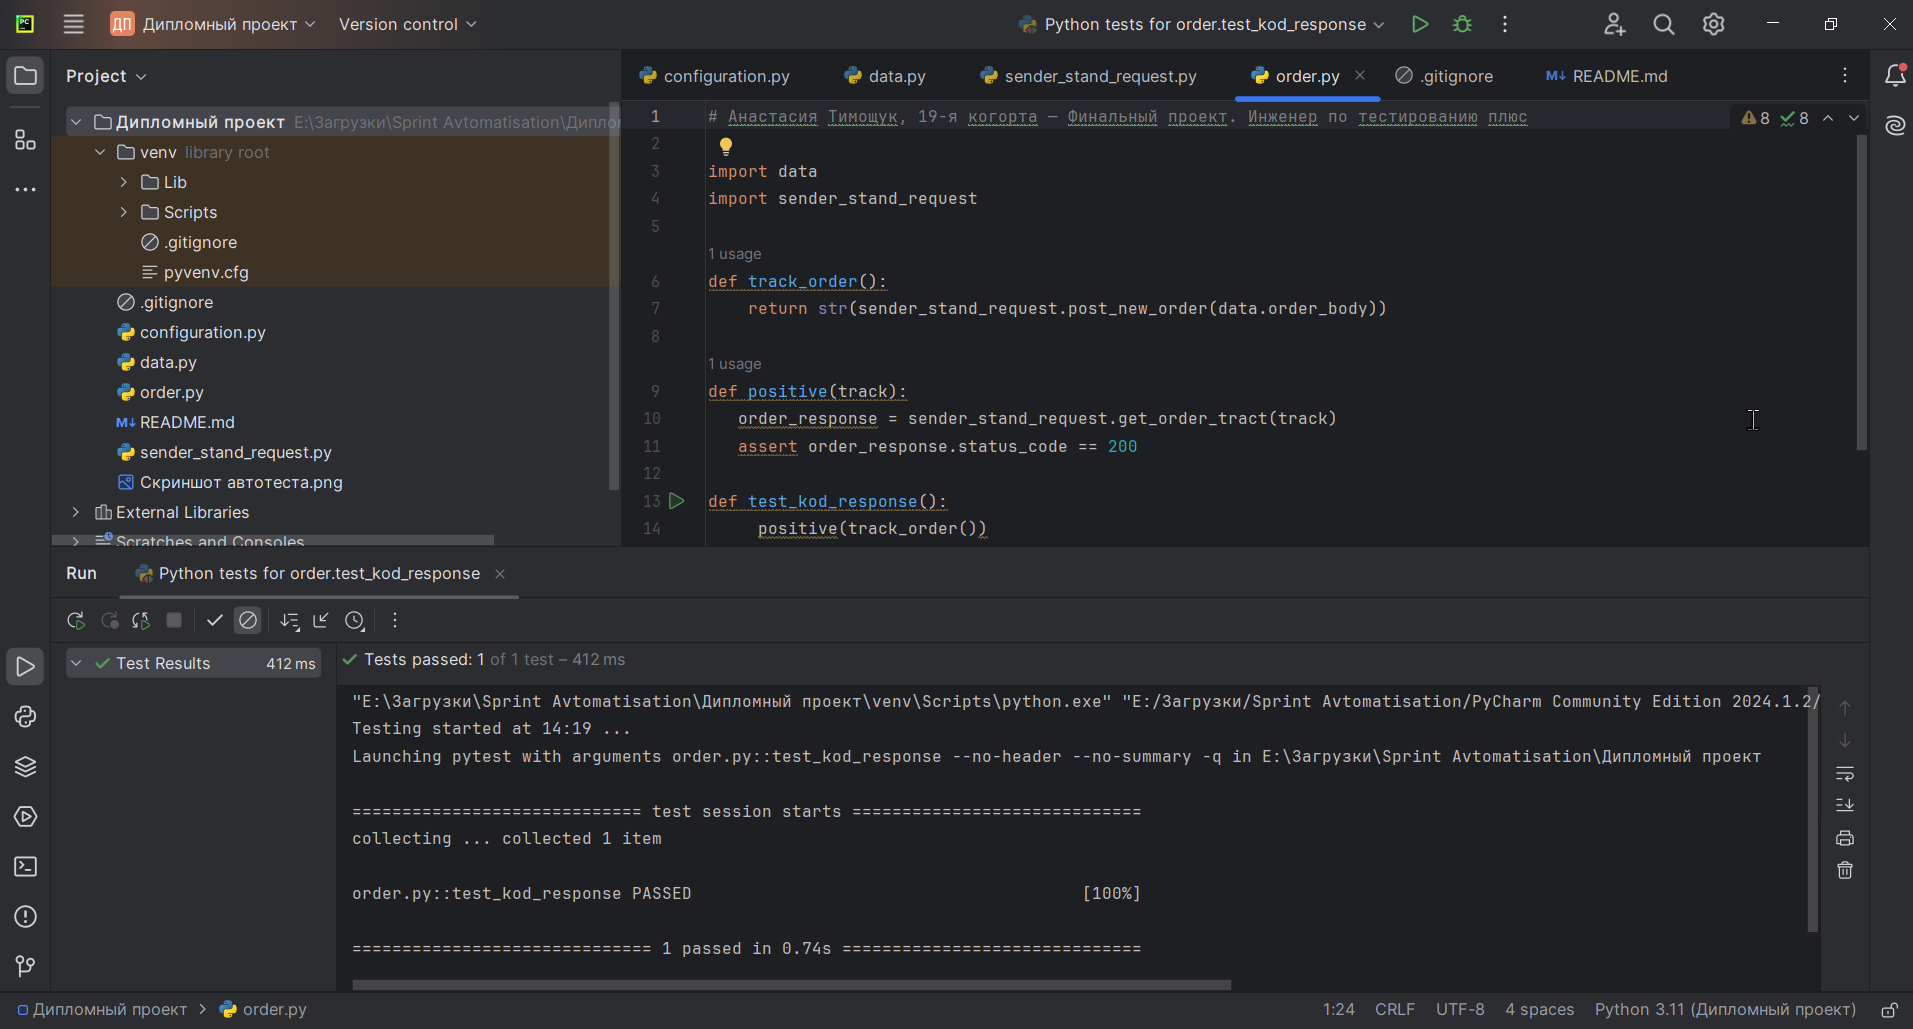 ДП Дипломный проект Version control Python tests for order.test_kod_response
Project
configuration.py data.py sender_stand_request.py order.py .gitignore README.md
Дипломный проект E:\Загрузки\Sprint Avtomatisation\Дипло
venv library root
Lib
Scripts
.gitignore
pyvenv.cfg
.gitignore
configuration.py
data.py
order.py
README.md
sender_stand_request.py
Скриншот автотеста.png
External Libraries
Scratches and Consoles
8 8
1 # Анастасия Тимощук, 19-я когорта — Финальный проект. Инженер по тестированию плюс
2
3 import data
4 import sender_stand_request
5
1 usage
6 def track_order():
7 return str(sender_stand_request.post_new_order(data.order_body))
8
1 usage
9 def positive(track):
10 order_response = sender_stand_request.get_order_tract(track)
11 assert order_response.status_code == 200
12
13 def test_kod_response():
14 positive(track_order())
Run Python tests for order.test_kod_response
Test Results 412 ms
Tests passed: 1 of 1 test – 412 ms
"E:\Загрузки\Sprint Avtomatisation\Дипломный проект\venv\Scripts\python.exe" "E:/Загрузки/Sprint Avtomatisation/PyCharm Community Edition 2024.1.2/
Testing started at 14:19 ...
Launching pytest with arguments order.py::test_kod_response --no-header --no-summary -q in E:\Загрузки\Sprint Avtomatisation\Дипломный проект
============================= test session starts =============================
collecting ... collected 1 item
order.py::test_kod_response PASSED [100%]
============================== 1 passed in 0.74s ==============================
Дипломный проект > order.py
1:24 CRLF UTF-8 4 spaces Python 3.11 (Дипломный проект)